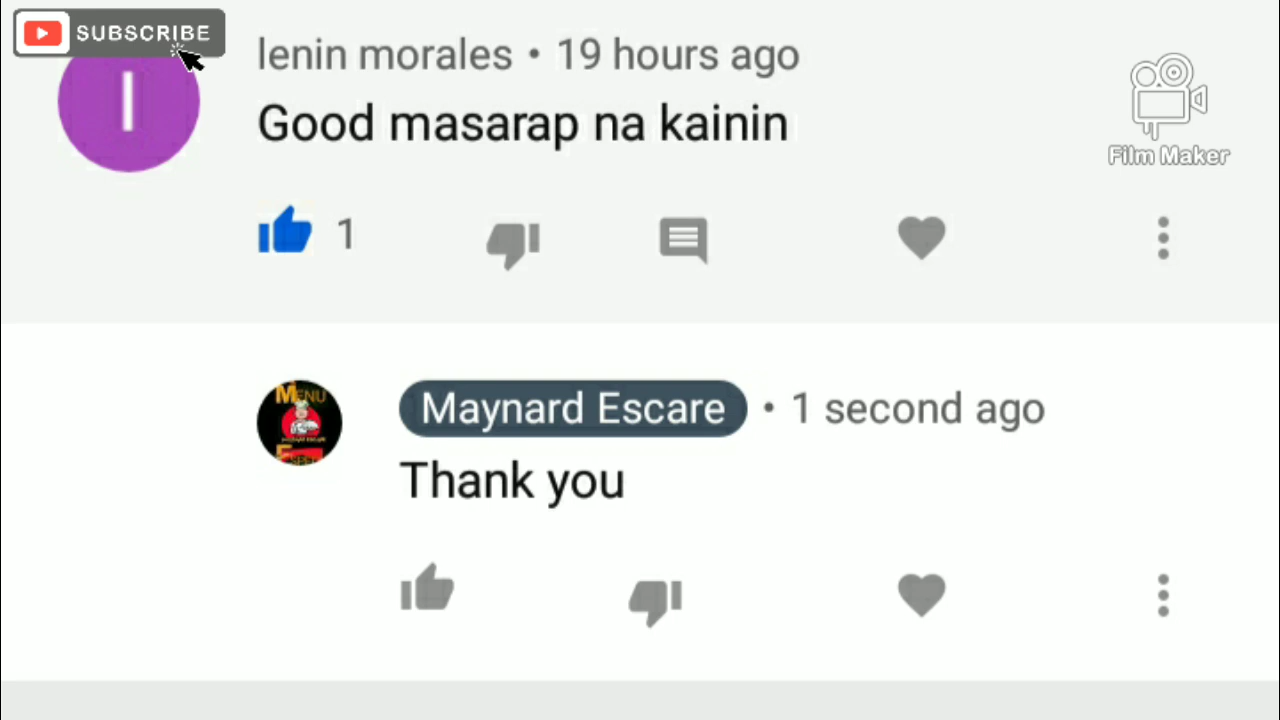 SUBSCRIBE
lenin morales • 19 hours ago
l
Good masarap na kainin
Film Maker
1
Maynard Escare • 1 second ago
MENU
Thank you